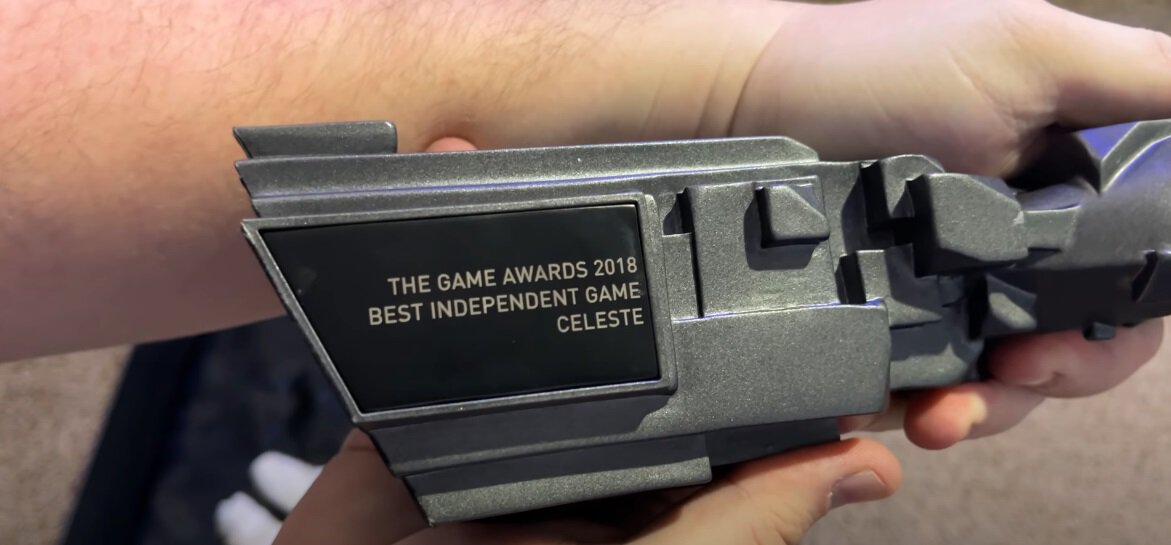 THE GAME AWARDS 2018
BEST INDEPENDENT GAME
CELESTE